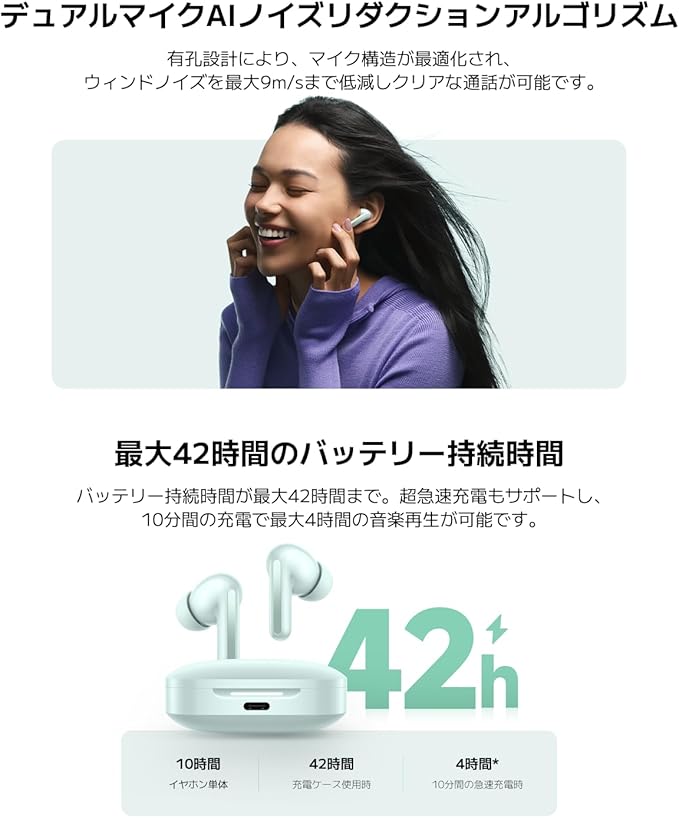 デュアルマイクAIノイズリダクションアルゴリズム
有孔設計により、マイク構造が最適化され、
ウィンドノイズを最大9m/sまで低減しクリアな通話が可能です。
最大42時間のバッテリー持続時間
バッテリー持続時間が最大42時間まで。超急速充電もサポートし、
10分間の充電で最大4時間の音楽再生が可能です。
42h
10時間 42時間 4時間*
イヤホン単体 充電ケース使用時 10分間の急速充電時